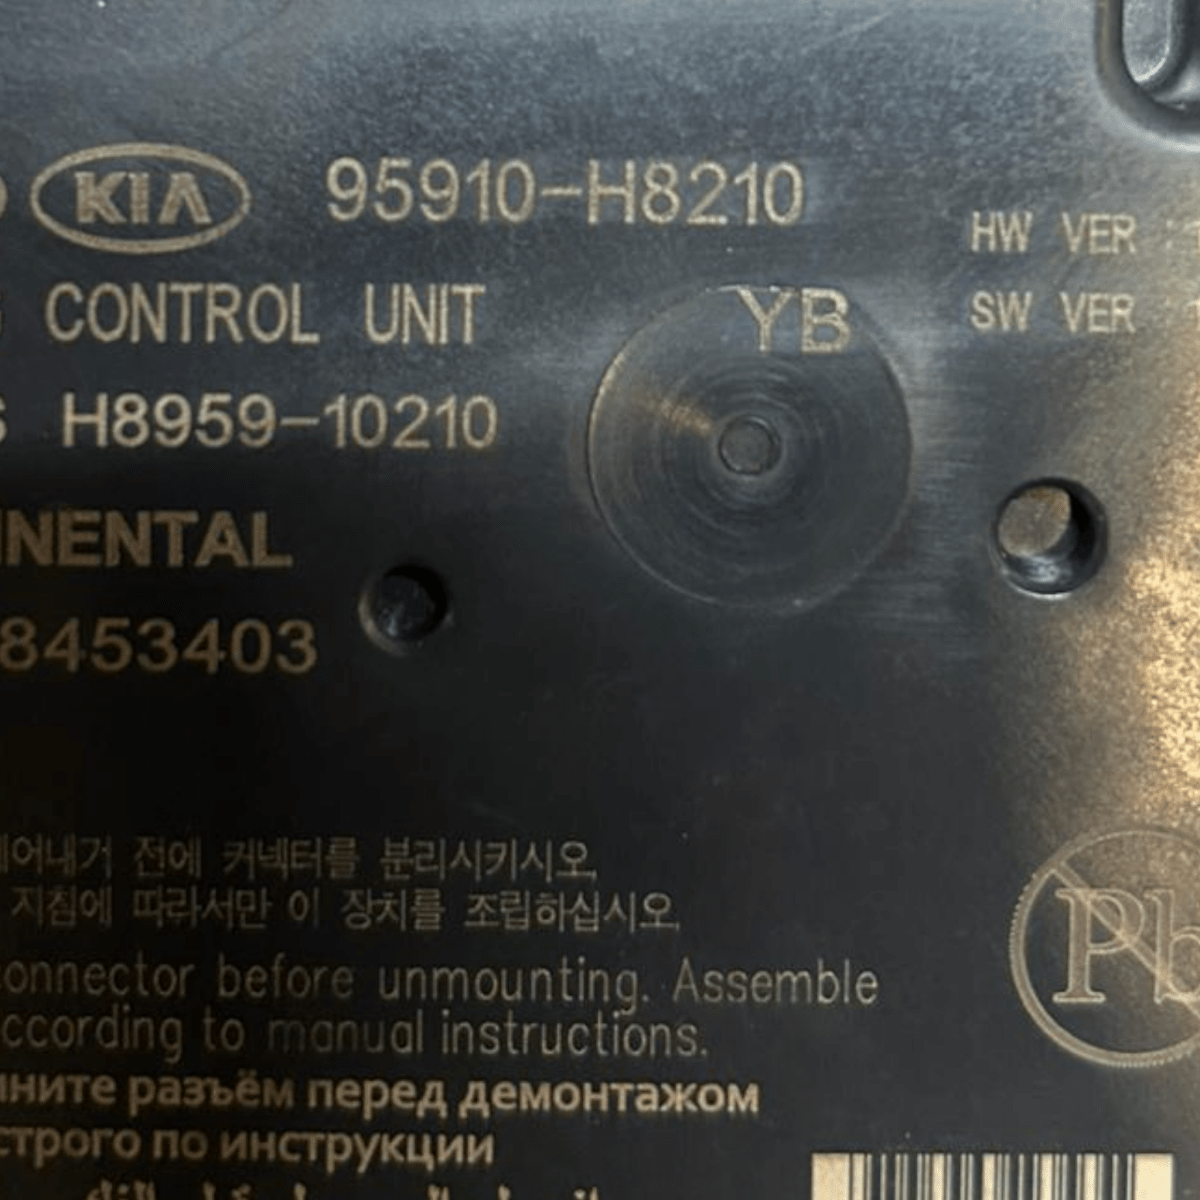 KIA 95910-H8210
HW VER :
CONTROL UNIT YB
SW VER :
H8959-10210
NENTAL
8453403
어내기 전에 커넥터를 분리시키시오.
지침에 따라서만 이 장치를 조립하십시오.
Pb
onnector before unmounting. Assemble
ccording to manual instructions.
ните разъём перед демонтажом
строго по инструкции